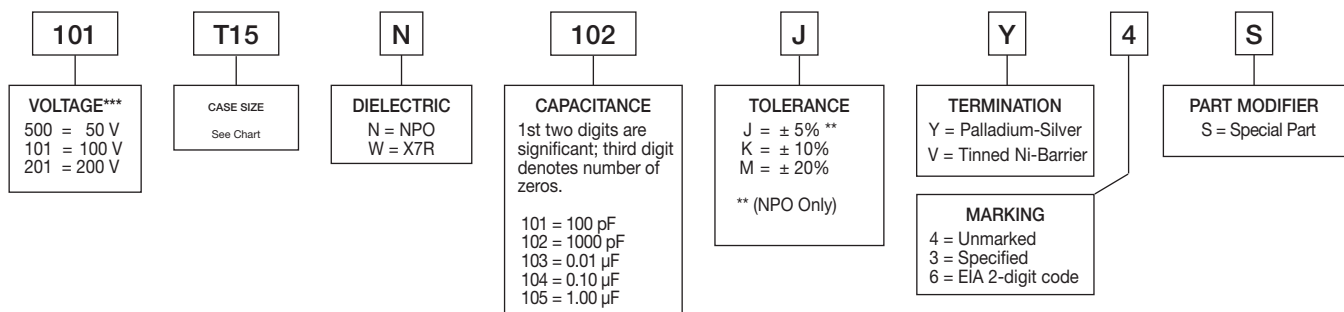 101 T15 N 102 J Y 4 S
VOLTAGE***
500 = 50 V
101 = 100 V
201 = 200 V
CASE SIZE
See Chart
DIELECTRIC
N = NPO
W = X7R
CAPACITANCE
1st two digits are
significant; third digit
denotes number of
zeros.
101 = 100 pF
102 = 1000 pF
103 = 0.01 µF
104 = 0.10 µF
105 = 1.00 µF
TOLERANCE
J = ± 5% **
K = ± 10%
M = ± 20%
** (NPO Only)
TERMINATION
Y = Palladium-Silver
V = Tinned Ni-Barrier
MARKING
4 = Unmarked
3 = Specified
6 = EIA 2-digit code
PART MODIFIER
S = Special Part